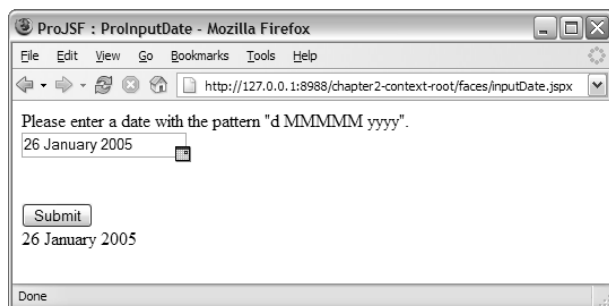 ProJSF : ProInputDate - Mozilla Firefox
File Edit View Go Bookmarks Tools Help
http://127.0.0.1:8988/chapter2-context-root/faces/inputDate.jspx
Please enter a date with the pattern "d MMMMM yyyy".
26 January 2005
Submit
26 January 2005
Done